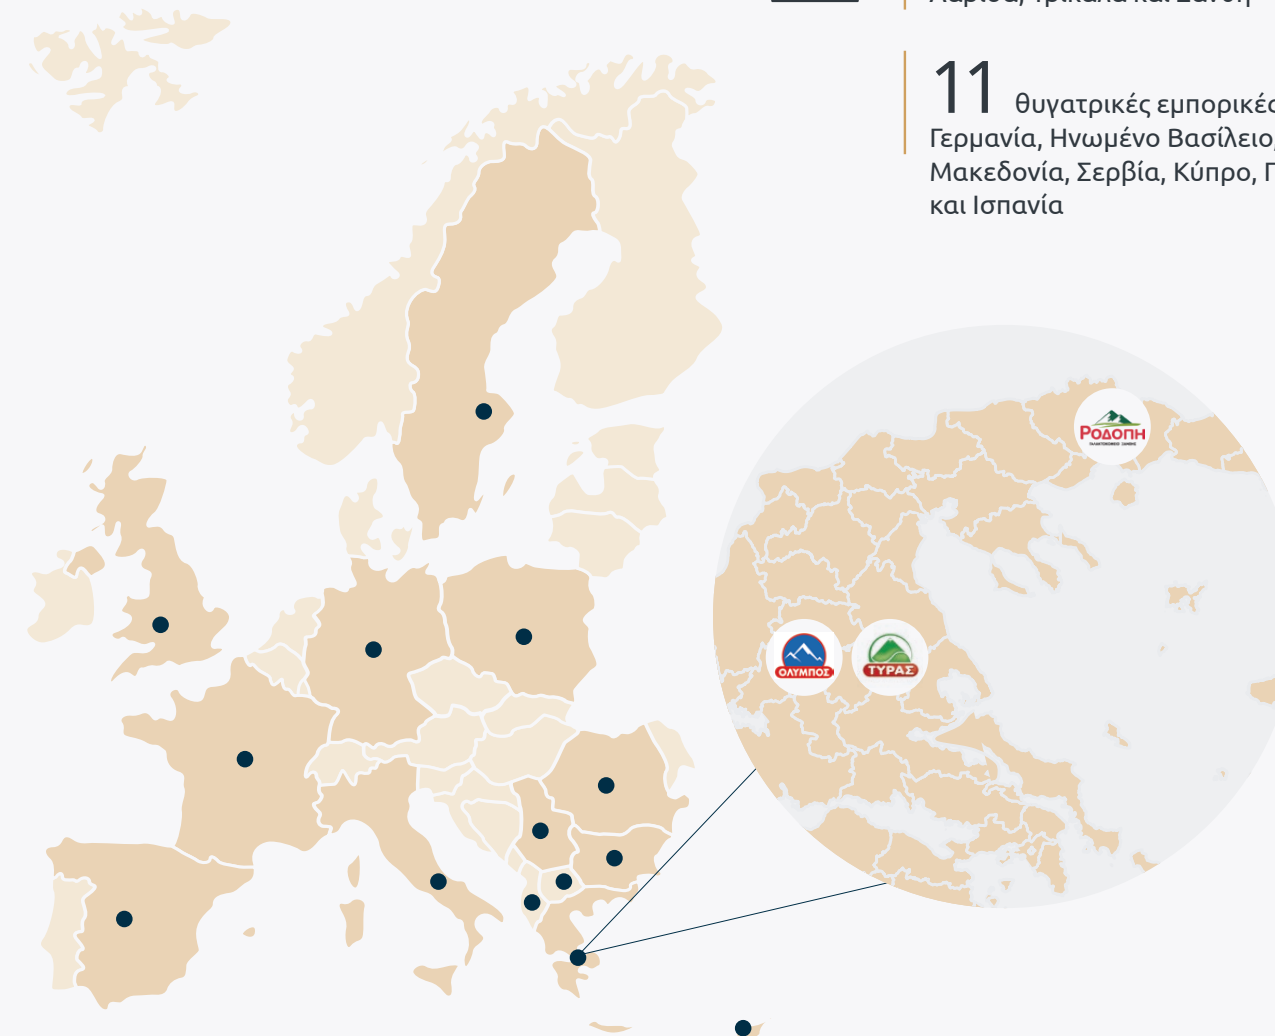 11 θυγατρικές εμπορικές
Γερμανία, Ηνωμένο Βασίλειο,
Μακεδονία, Σερβία, Κύπρο,
και Ισπανία
ΡΟΔΟΠΗ
ΟΛΥΜΠΟΣ
ΤΥΡΑΣ